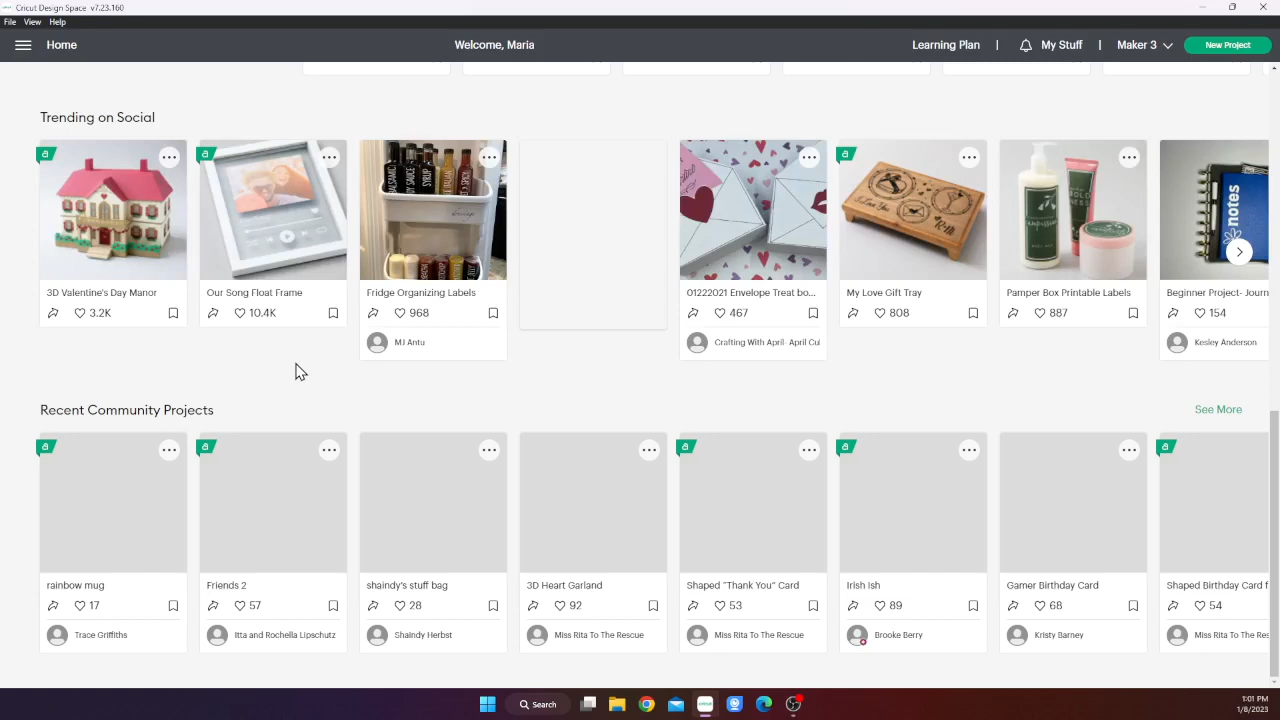 Cricut Design Space v7.23.160
File View Help
Home
Welcome, Maria
Learning Plan | My Stuff | Maker 3 New Project
Trending on Social
3D Valentine's Day Manor
3.2K
Our Song Float Frame
10.4K
Fridge Organizing Labels
968
MJ Antu
01222021 Envelope Treat bo...
467
Crafting With April- April Cul
My Love Gift Tray
808
Pamper Box Printable Labels
887
notes
Beginner Project- Journ
154
Kesley Anderson
Recent Community Projects
See More
rainbow mug
17
Trace Griffiths
Friends 2
57
Itta and Rochella Lipschutz
shaindy's stuff bag
28
Shaindy Herbst
3D Heart Garland
92
Miss Rita To The Rescue
Shaped "Thank You" Card
53
Miss Rita To The Rescue
Irish Ish
89
Brooke Berry
Gamer Birthday Card
68
Kristy Barney
Shaped Birthday Card f
54
Miss Rita To The Res
Search
1:01 PM
1/8/2023